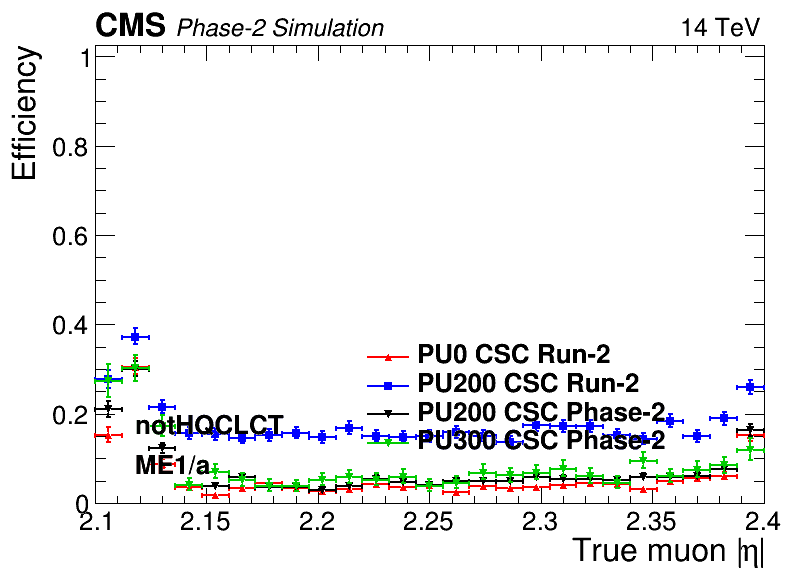 CMS Phase-2 Simulation 14 TeV
Efficiency
1
0.8
0.6
0.4
0.2
0
PU0 CSC Run-2
PU200 CSC Run-2
PU200 CSC Phase-2
PU300 CSC Phase-2
notHQCLCT
ME1/a
2.1 2.15 2.2 2.25 2.3 2.35 2.4
True muon |η|